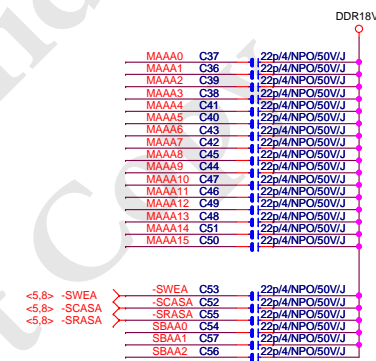 DDR18V
MAAA0 C37 22p/4/NPO/50V/J
MAAA1 C36 22p/4/NPO/50V/J
MAAA2 C39 22p/4/NPO/50V/J
MAAA3 C38 22p/4/NPO/50V/J
MAAA4 C41 22p/4/NPO/50V/J
MAAA5 C40 22p/4/NPO/50V/J
MAAA6 C43 22p/4/NPO/50V/J
MAAA7 C42 22p/4/NPO/50V/J
MAAA8 C45 22p/4/NPO/50V/J
MAAA9 C44 22p/4/NPO/50V/J
MAAA10 C47 22p/4/NPO/50V/J
MAAA11 C46 22p/4/NPO/50V/J
MAAA12 C49 22p/4/NPO/50V/J
MAAA13 C48 22p/4/NPO/50V/J
MAAA14 C51 22p/4/NPO/50V/J
MAAA15 C50 22p/4/NPO/50V/J
<5,8> -SWEA -SWEA C53 22p/4/NPO/50V/J
<5,8> -SCASA -SCASA C52 22p/4/NPO/50V/J
<5,8> -SRASA -SRASA C55 22p/4/NPO/50V/J
SBAA0 C54 22p/4/NPO/50V/J
SBAA1 C57 22p/4/NPO/50V/J
SBAA2 C56 22p/4/NPO/50V/J